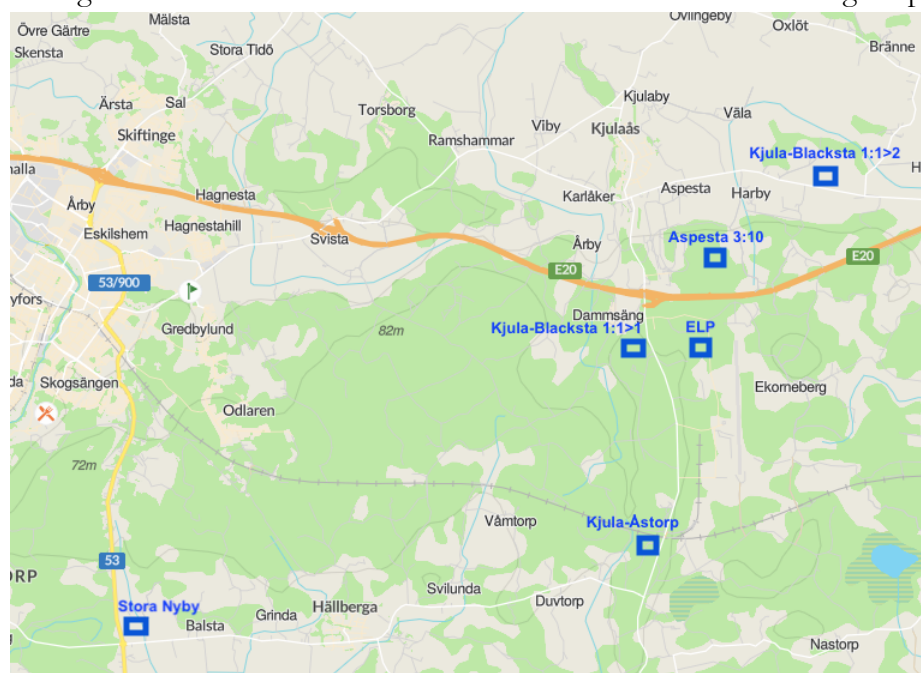 Ovlingeby
Oxlöt
Mälsta
Övre Gärtre
Skensta
Stora Tidö
Bränne
Kjulaby
Ärsta
Sal
Torsborg
Väla
Skiftinge
Ramshammar
Viby
Kjulaås
Kjula-Blacksta 1:1>2
Hagnesta
Karlåker
Aspesta
Harby
Årby
Hagnestahill
Eskilshem
Svista
Årby
Aspesta 3:10
E20
E20
53/900
Dammsäng
Gredbylund
82m
Kjula-Blacksta 1:1>1
ELP
Skogsängen
Ekorneberg
Odlaren
72m
Våmtorp
Kjula-Åstorp
53
Svilunda
Duvtorp
Stora Nyby
Balsta
Grinda
Hällberga
Nastorp